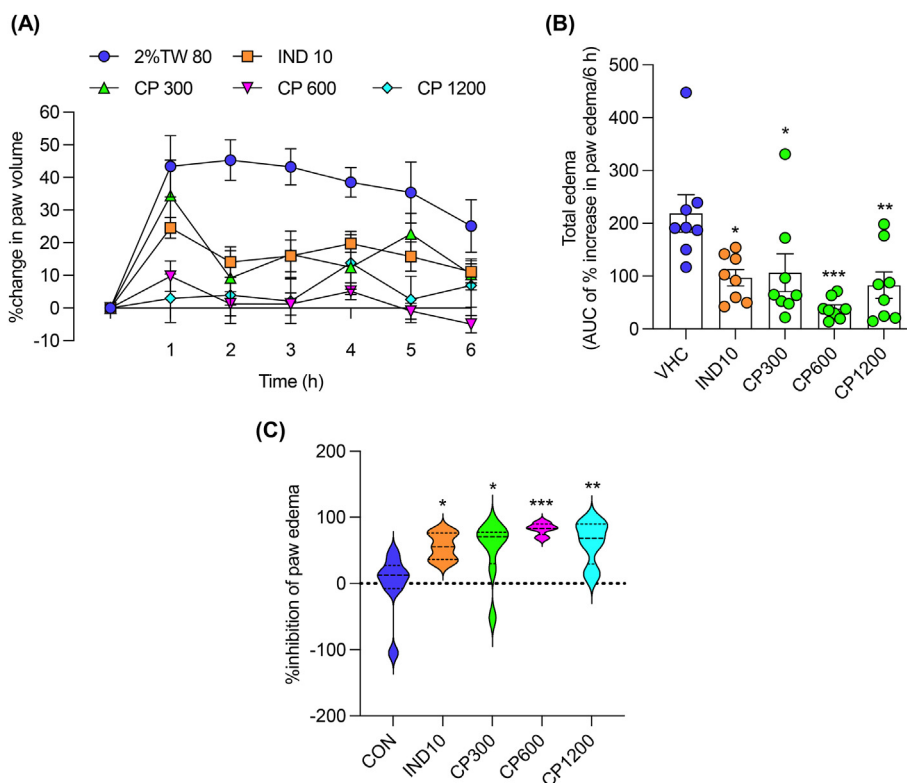 (A)
2%TW 80
IND 10
CP 300
CP 600
CP 1200
%change in paw volume
60
50
40
30
20
10
0
-10
1 2 3 4 5 6
Time (h)
(B)
Total edema
(AUC of % increase in paw edema/6 h)
500
400
300
200
100
0
*
*
***
**
VHC
IND10
CP300
CP600
CP1200
(C)
%inhibition of paw edema
200
100
0
-100
-200
*
*
***
**
CON
IND10
CP300
CP600
CP1200